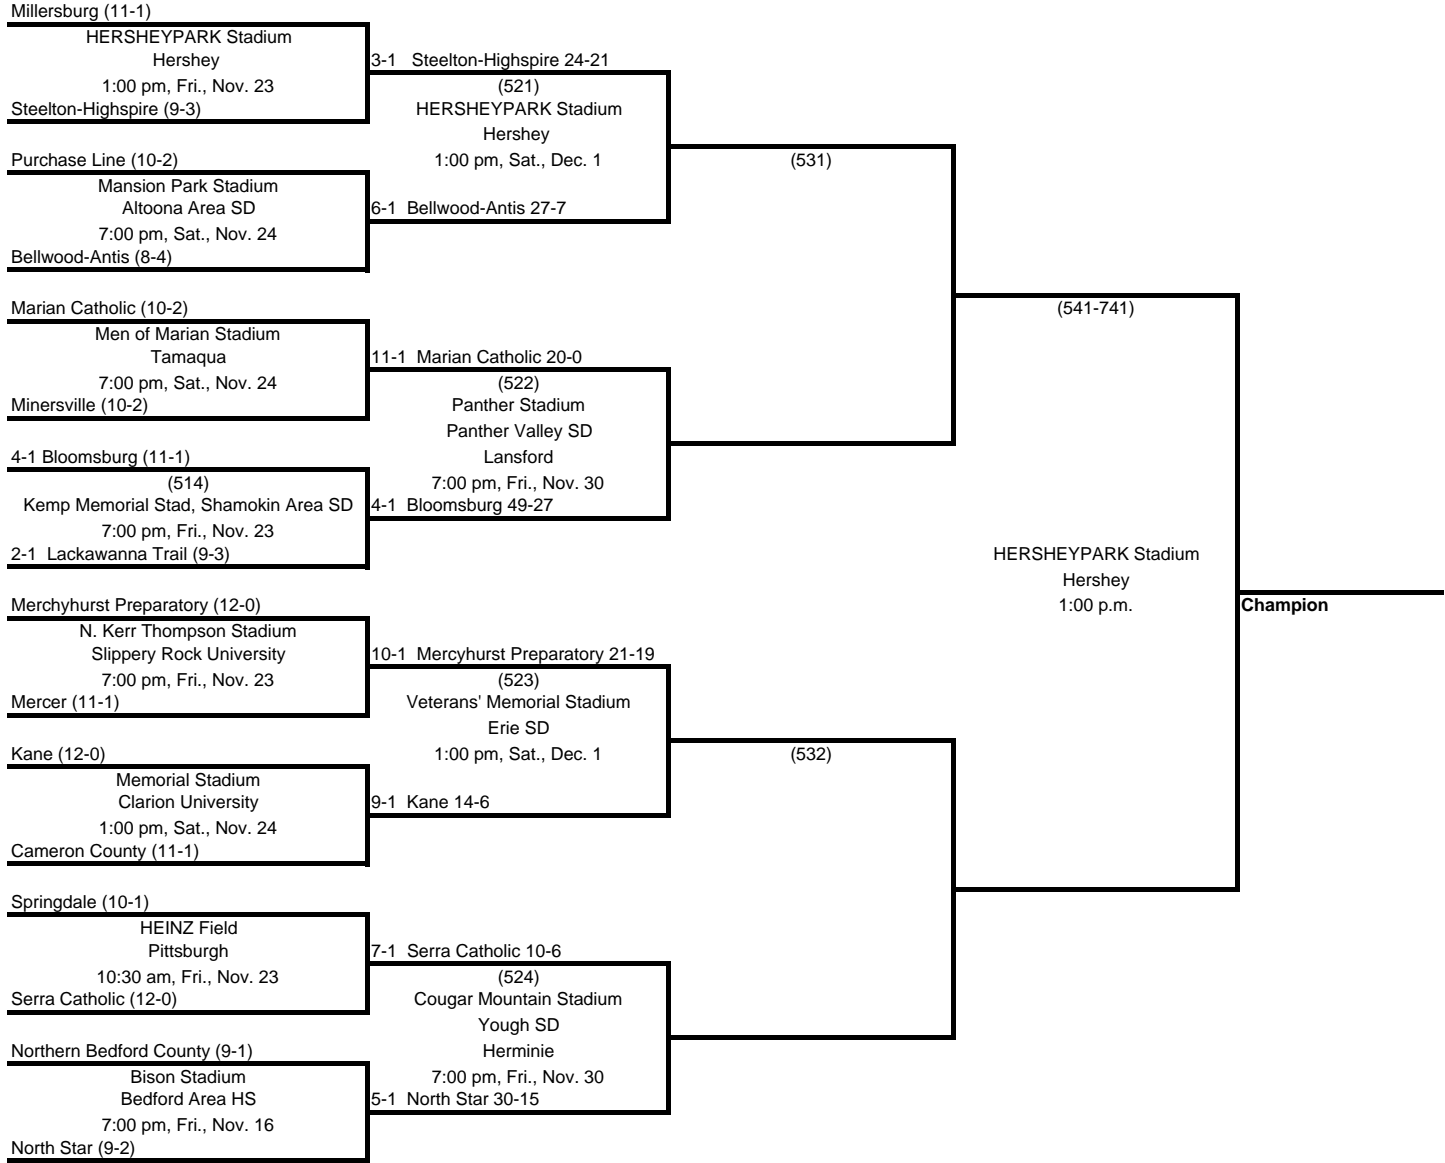 Millersburg (11-1)
HERSHEYPARK Stadium
Hershey
1:00 pm, Fri., Nov. 23
Steelton-Highspire (9-3)
3-1 Steelton-Highspire 24-21
(521)
HERSHEYPARK Stadium
Hershey
1:00 pm, Sat., Dec. 1
Purchase Line (10-2)
Mansion Park Stadium
Altoona Area SD
7:00 pm, Sat., Nov. 24
Bellwood-Antis (8-4)
6-1 Bellwood-Antis 27-7
(531)
Marian Catholic (10-2)
Men of Marian Stadium
Tamaqua
7:00 pm, Sat., Nov. 24
Minersville (10-2)
11-1 Marian Catholic 20-0
(522)
Panther Stadium
Panther Valley SD
Lansford
7:00 pm, Fri., Nov. 30
4-1 Bloomsburg (11-1)
(514)
Kemp Memorial Stad, Shamokin Area SD
7:00 pm, Fri., Nov. 23
2-1 Lackawanna Trail (9-3)
4-1 Bloomsburg 49-27
(541-741)
HERSHEYPARK Stadium
Hershey
1:00 p.m.
Champion
Merchyhurst Preparatory (12-0)
N. Kerr Thompson Stadium
Slippery Rock University
7:00 pm, Fri., Nov. 23
Mercer (11-1)
10-1 Mercyhurst Preparatory 21-19
(523)
Veterans' Memorial Stadium
Erie SD
1:00 pm, Sat., Dec. 1
Kane (12-0)
Memorial Stadium
Clarion University
1:00 pm, Sat., Nov. 24
Cameron County (11-1)
9-1 Kane 14-6
(532)
Springdale (10-1)
HEINZ Field
Pittsburgh
10:30 am, Fri., Nov. 23
Serra Catholic (12-0)
7-1 Serra Catholic 10-6
(524)
Cougar Mountain Stadium
Yough SD
Herminie
7:00 pm, Fri., Nov. 30
Northern Bedford County (9-1)
Bison Stadium
Bedford Area HS
7:00 pm, Fri., Nov. 16
North Star (9-2)
5-1 North Star 30-15